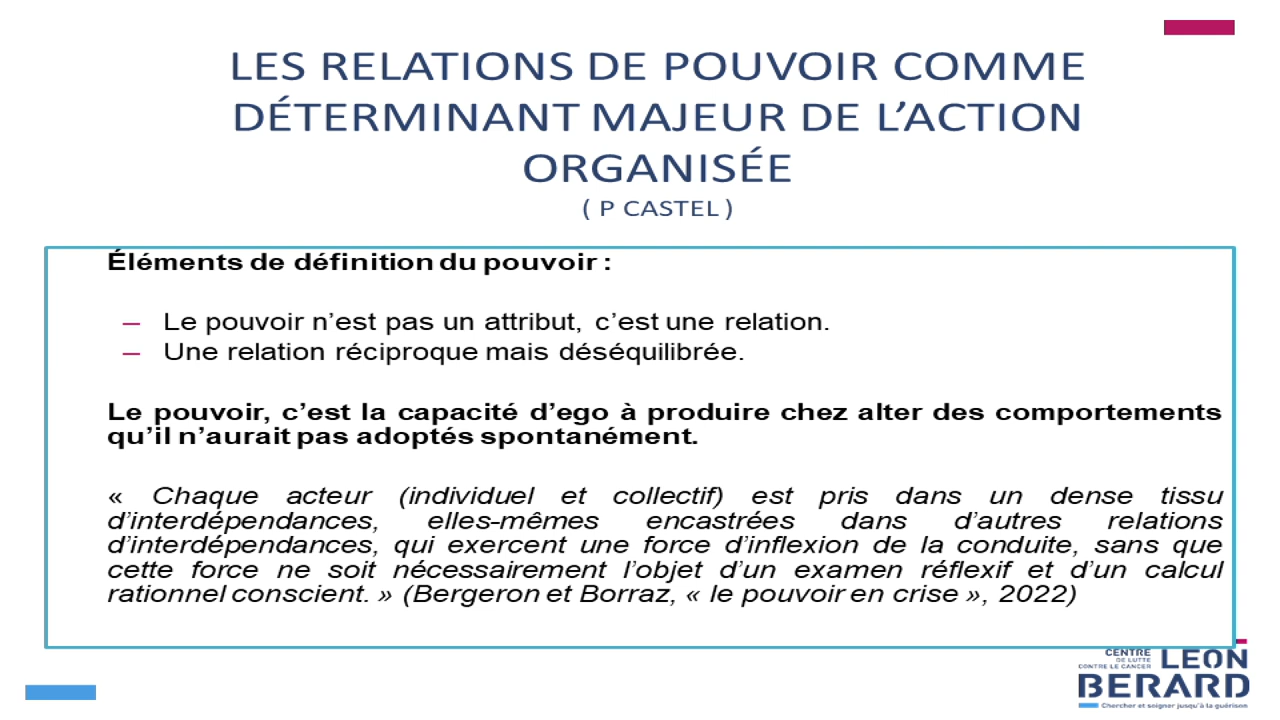 LES RELATIONS DE POUVOIR COMME
DÉTERMINANT MAJEUR DE L’ACTION
ORGANISÉE
( P CASTEL )
Éléments de définition du pouvoir :
– Le pouvoir n’est pas un attribut, c’est une relation.
– Une relation réciproque mais déséquilibrée.
Le pouvoir, c’est la capacité d’ego à produire chez alter des comportements
qu’il n’aurait pas adoptés spontanément.
« Chaque acteur (individuel et collectif) est pris dans un dense tissu
d’interdépendances, elles-mêmes encastrées dans d’autres relations
d’interdépendances, qui exercent une force d’inflexion de la conduite, sans que
cette force ne soit nécessairement l’objet d’un examen réflexif et d’un calcul
rationnel conscient. » (Bergeron et Borraz, « le pouvoir en crise », 2022)
CENTRE
DE LUTTE
CONTRE LE CANCER
LEON
BERARD
Chercher et soigner jusqu’à la guérison